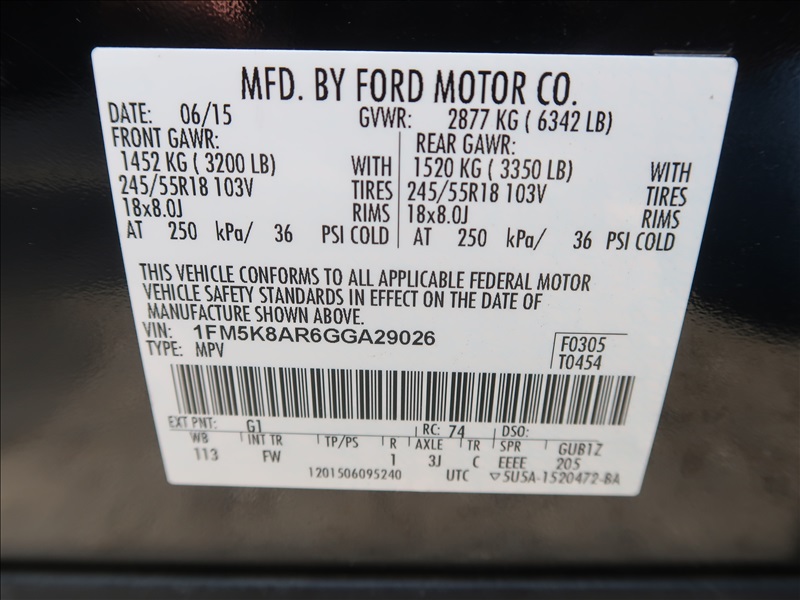 MFD. BY FORD MOTOR CO.
DATE: 06/15 GVWR: 2877 KG ( 6342 LB)
FRONT GAWR: REAR GAWR:
1452 KG ( 3200 LB) WITH 1520 KG ( 3350 LB) WITH
245/55R18 103V TIRES 245/55R18 103V TIRES
18x8.0J RIMS 18x8.0J RIMS
AT 250 kPa/ 36 PSI COLD AT 250 kPa/ 36 PSI COLD
THIS VEHICLE CONFORMS TO ALL APPLICABLE FEDERAL MOTOR
VEHICLE SAFETY STANDARDS IN EFFECT ON THE DATE OF
MANUFACTURE SHOWN ABOVE.
VIN: 1FM5K8AR6GGA29026 F0305
TYPE: MPV T0454
EXT PNT: G1 RC: 74 DSO:
WB INT TR TP/PS R AXLE TR SPR GUB1Z
113 FW 1 3J C EEEE 205
1201506095240 UTC ▽5U5A-1520472-BA